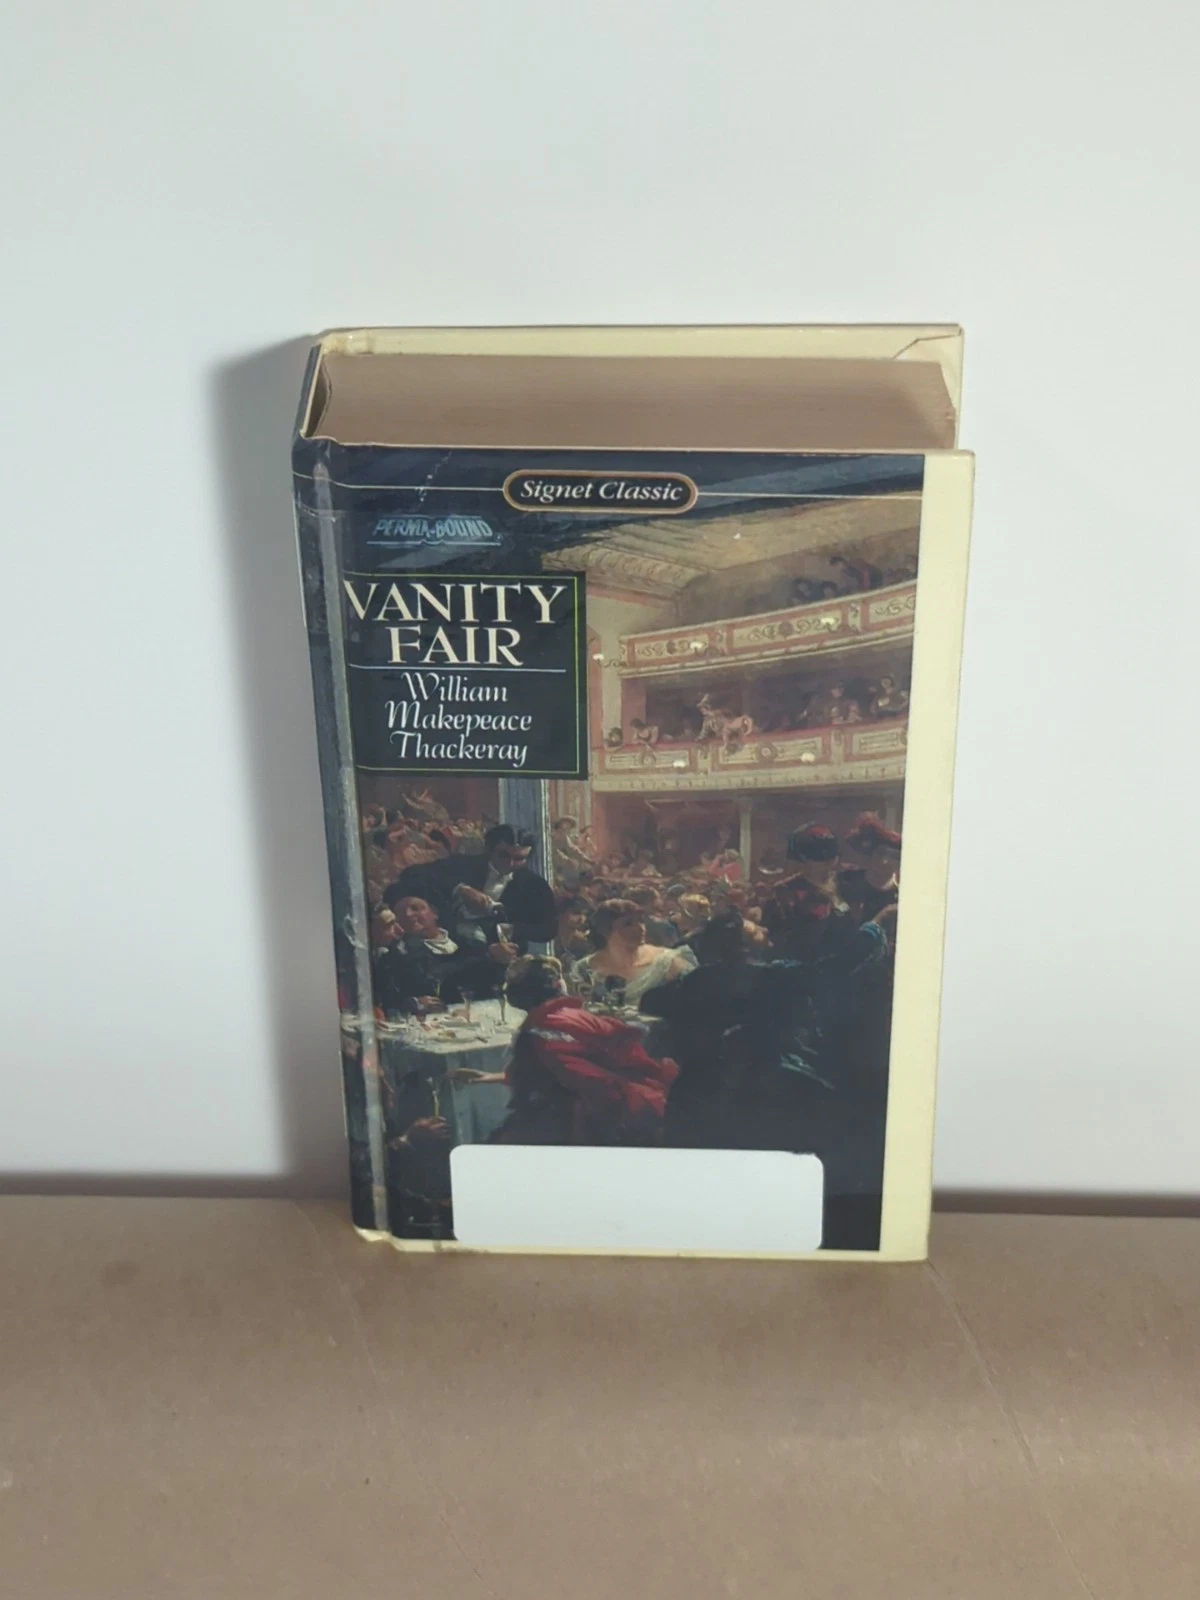 Signet Classic
PERMA-BOUND
VANITY
FAIR
William
Makepeace
Thackeray